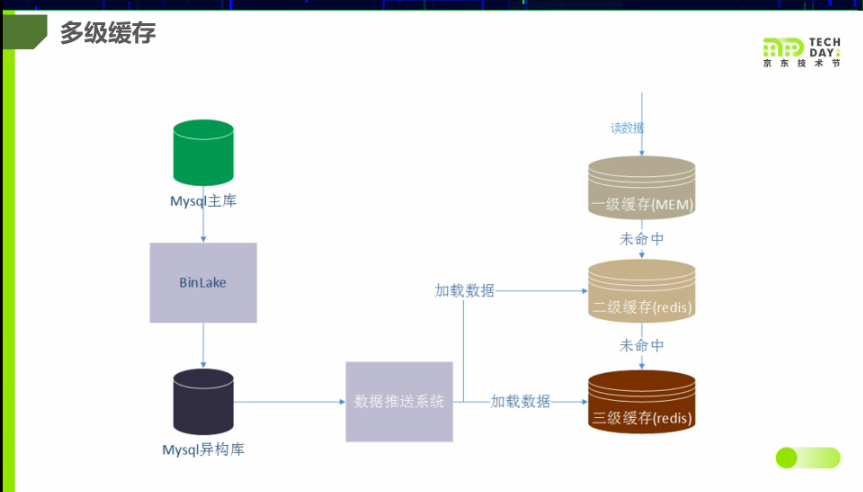 多级缓存
TECH
DAY
京东技术节
读数据
Mysql主库
一级缓存(MEM)
未命中
BinLake
加载数据
二级缓存(redis)
未命中
数据推送系统
加载数据
三级缓存(redis)
Mysql异构库